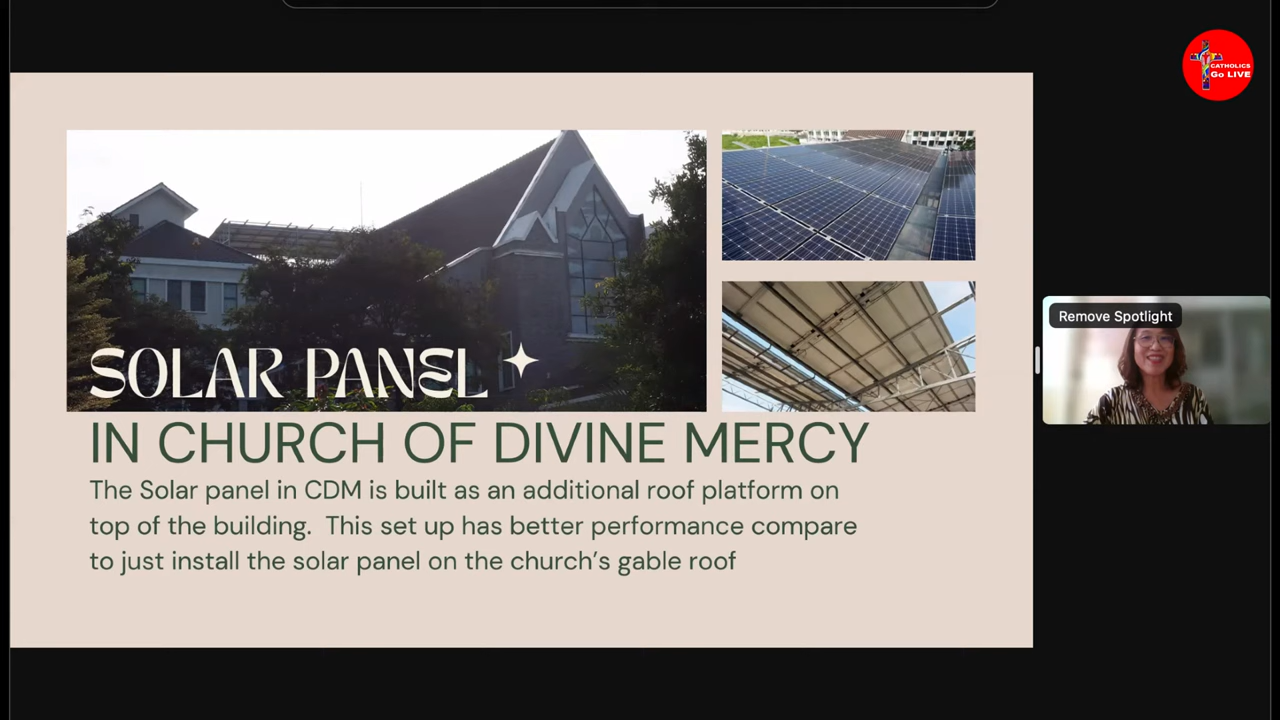 CATHOLICS
Go LIVE
SOLAR PANEL
IN CHURCH OF DIVINE MERCY
The Solar panel in CDM is built as an additional roof platform on
top of the building. This set up has better performance compare
to just install the solar panel on the church’s gable roof
Remove Spotlight